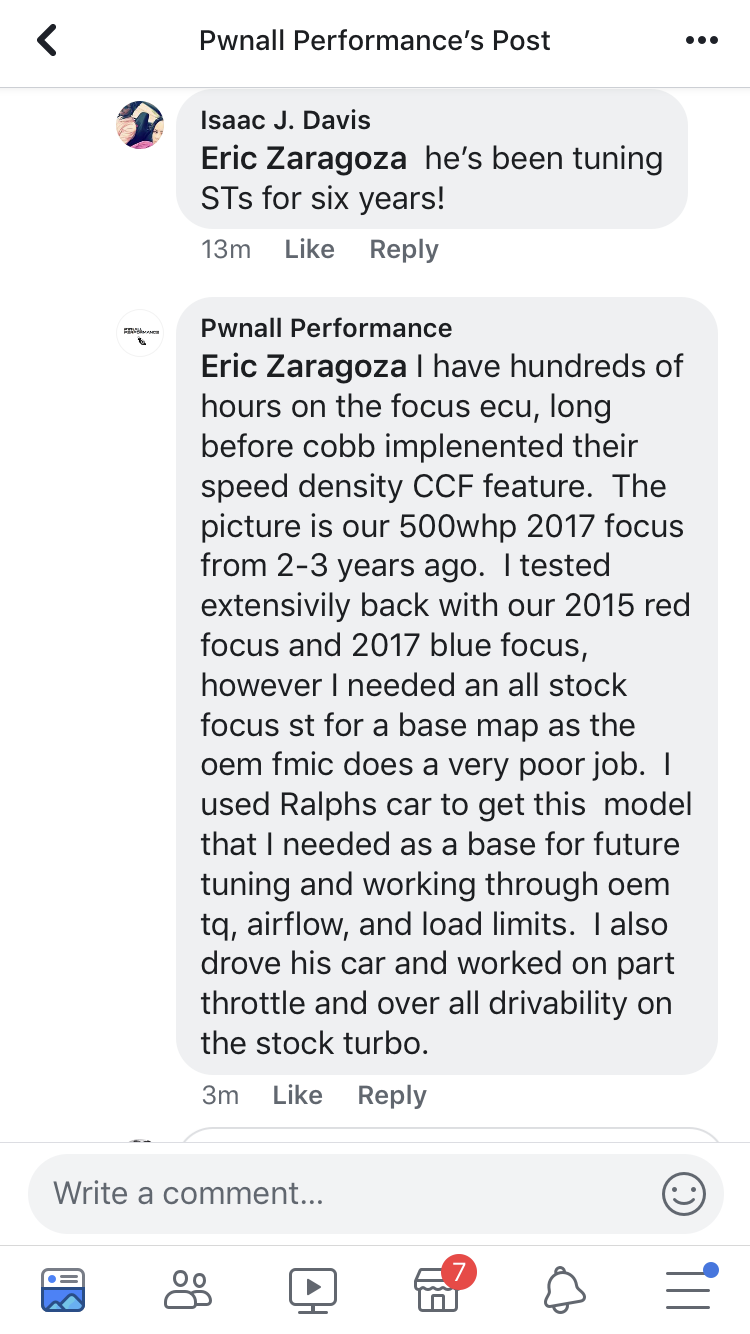 Pwnall Performance’s Post
Isaac J. Davis
Eric Zaragoza he’s been tuning
STs for six years!
13m Like Reply
Pwnall Performance
Eric Zaragoza I have hundreds of
hours on the focus ecu, long
before cobb implenented their
speed density CCF feature. The
picture is our 500whp 2017 focus
from 2-3 years ago. I tested
extensivily back with our 2015 red
focus and 2017 blue focus,
however I needed an all stock
focus st for a base map as the
oem fmic does a very poor job. I
used Ralphs car to get this model
that I needed as a base for future
tuning and working through oem
tq, airflow, and load limits. I also
drove his car and worked on part
throttle and over all drivability on
the stock turbo.
3m Like Reply
Write a comment...
7